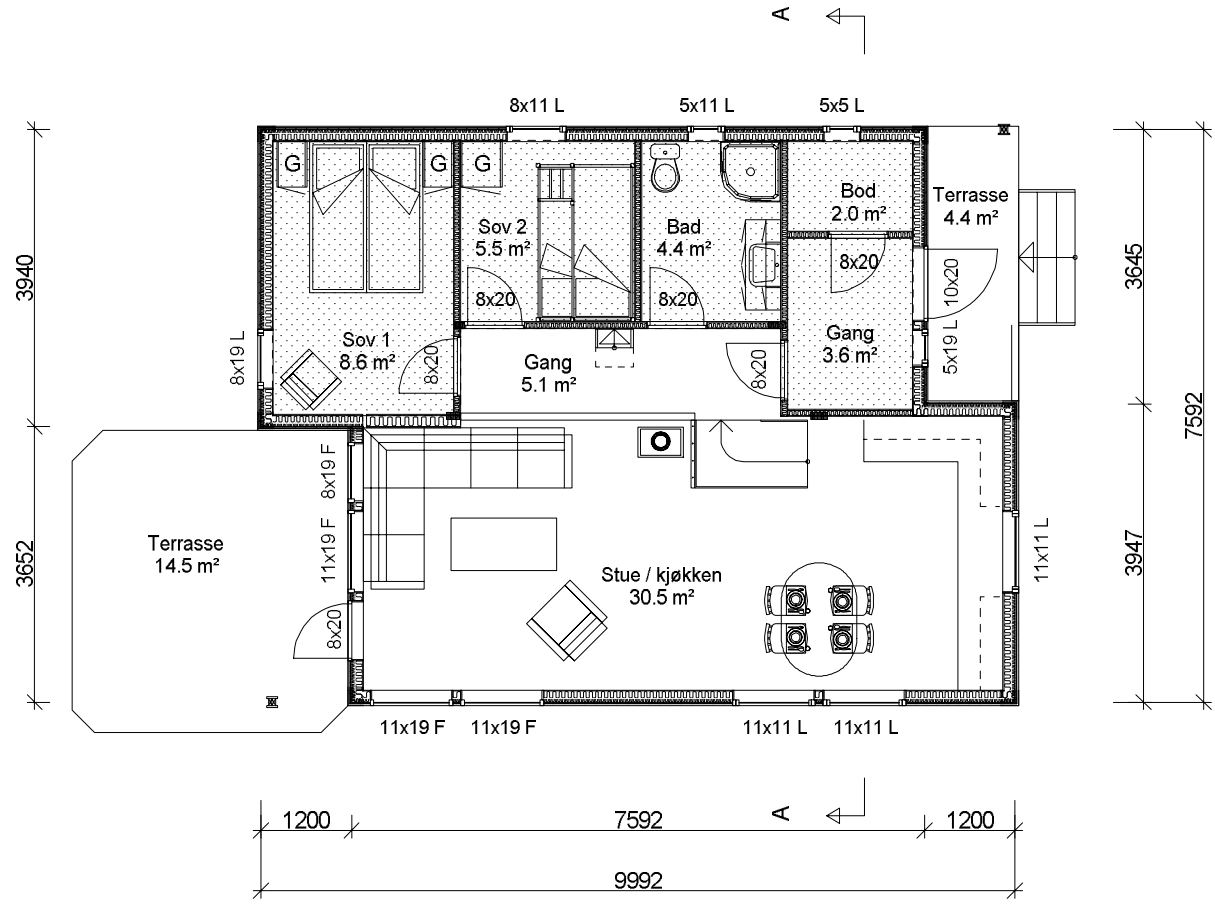 A
8x11 L
5x11 L
5x5 L
G
G
G
Bod
2.0 m²
Terrasse
4.4 m²
Sov 2
5.5 m²
Bad
4.4 m²
3940
3645
8x20
10x20
8x20
8x20
Sov 1
8.6 m²
Gang
3.6 m²
8x19 L
8x20
Gang
5.1 m²
8x20
5x19 L
7592
8x19 F
3652
Terrasse
14.5 m²
11x19 F
11x11 L
3947
Stue / kjøkken
30.5 m²
8x20
11x19 F
11x19 F
11x11 L
11x11 L
A
1200
7592
1200
9992